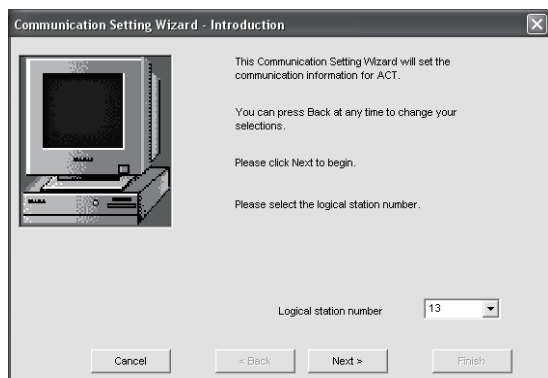 Communication Setting Wizard - Introduction
This Communication Setting Wizard will set the
communication information for ACT.
You can press Back at any time to change your
selections.
Please click Next to begin.
Please select the logical station number.
Logical station number 13
Cancel < Back Next > Finish